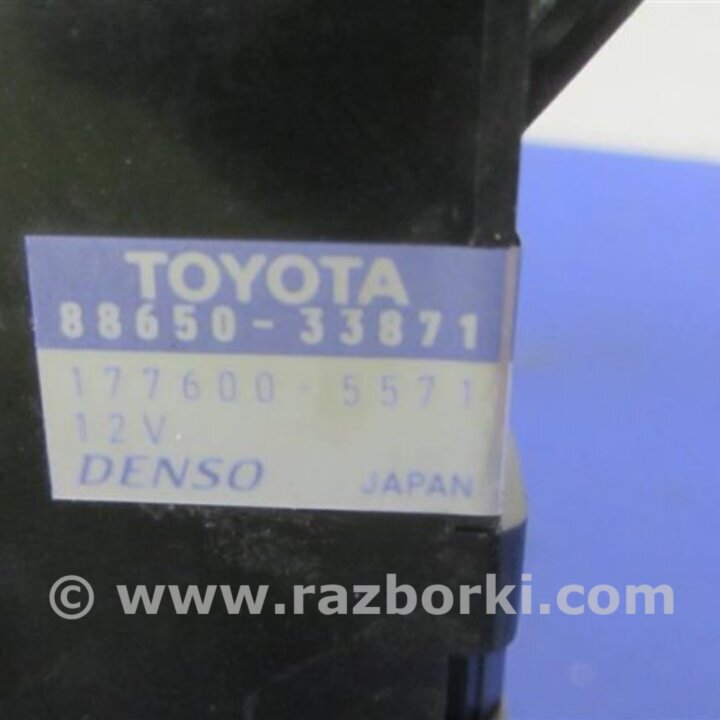 TOYOTA
88650-33871
177600-5571
12V
DENSO JAPAN
© www.razborki.com